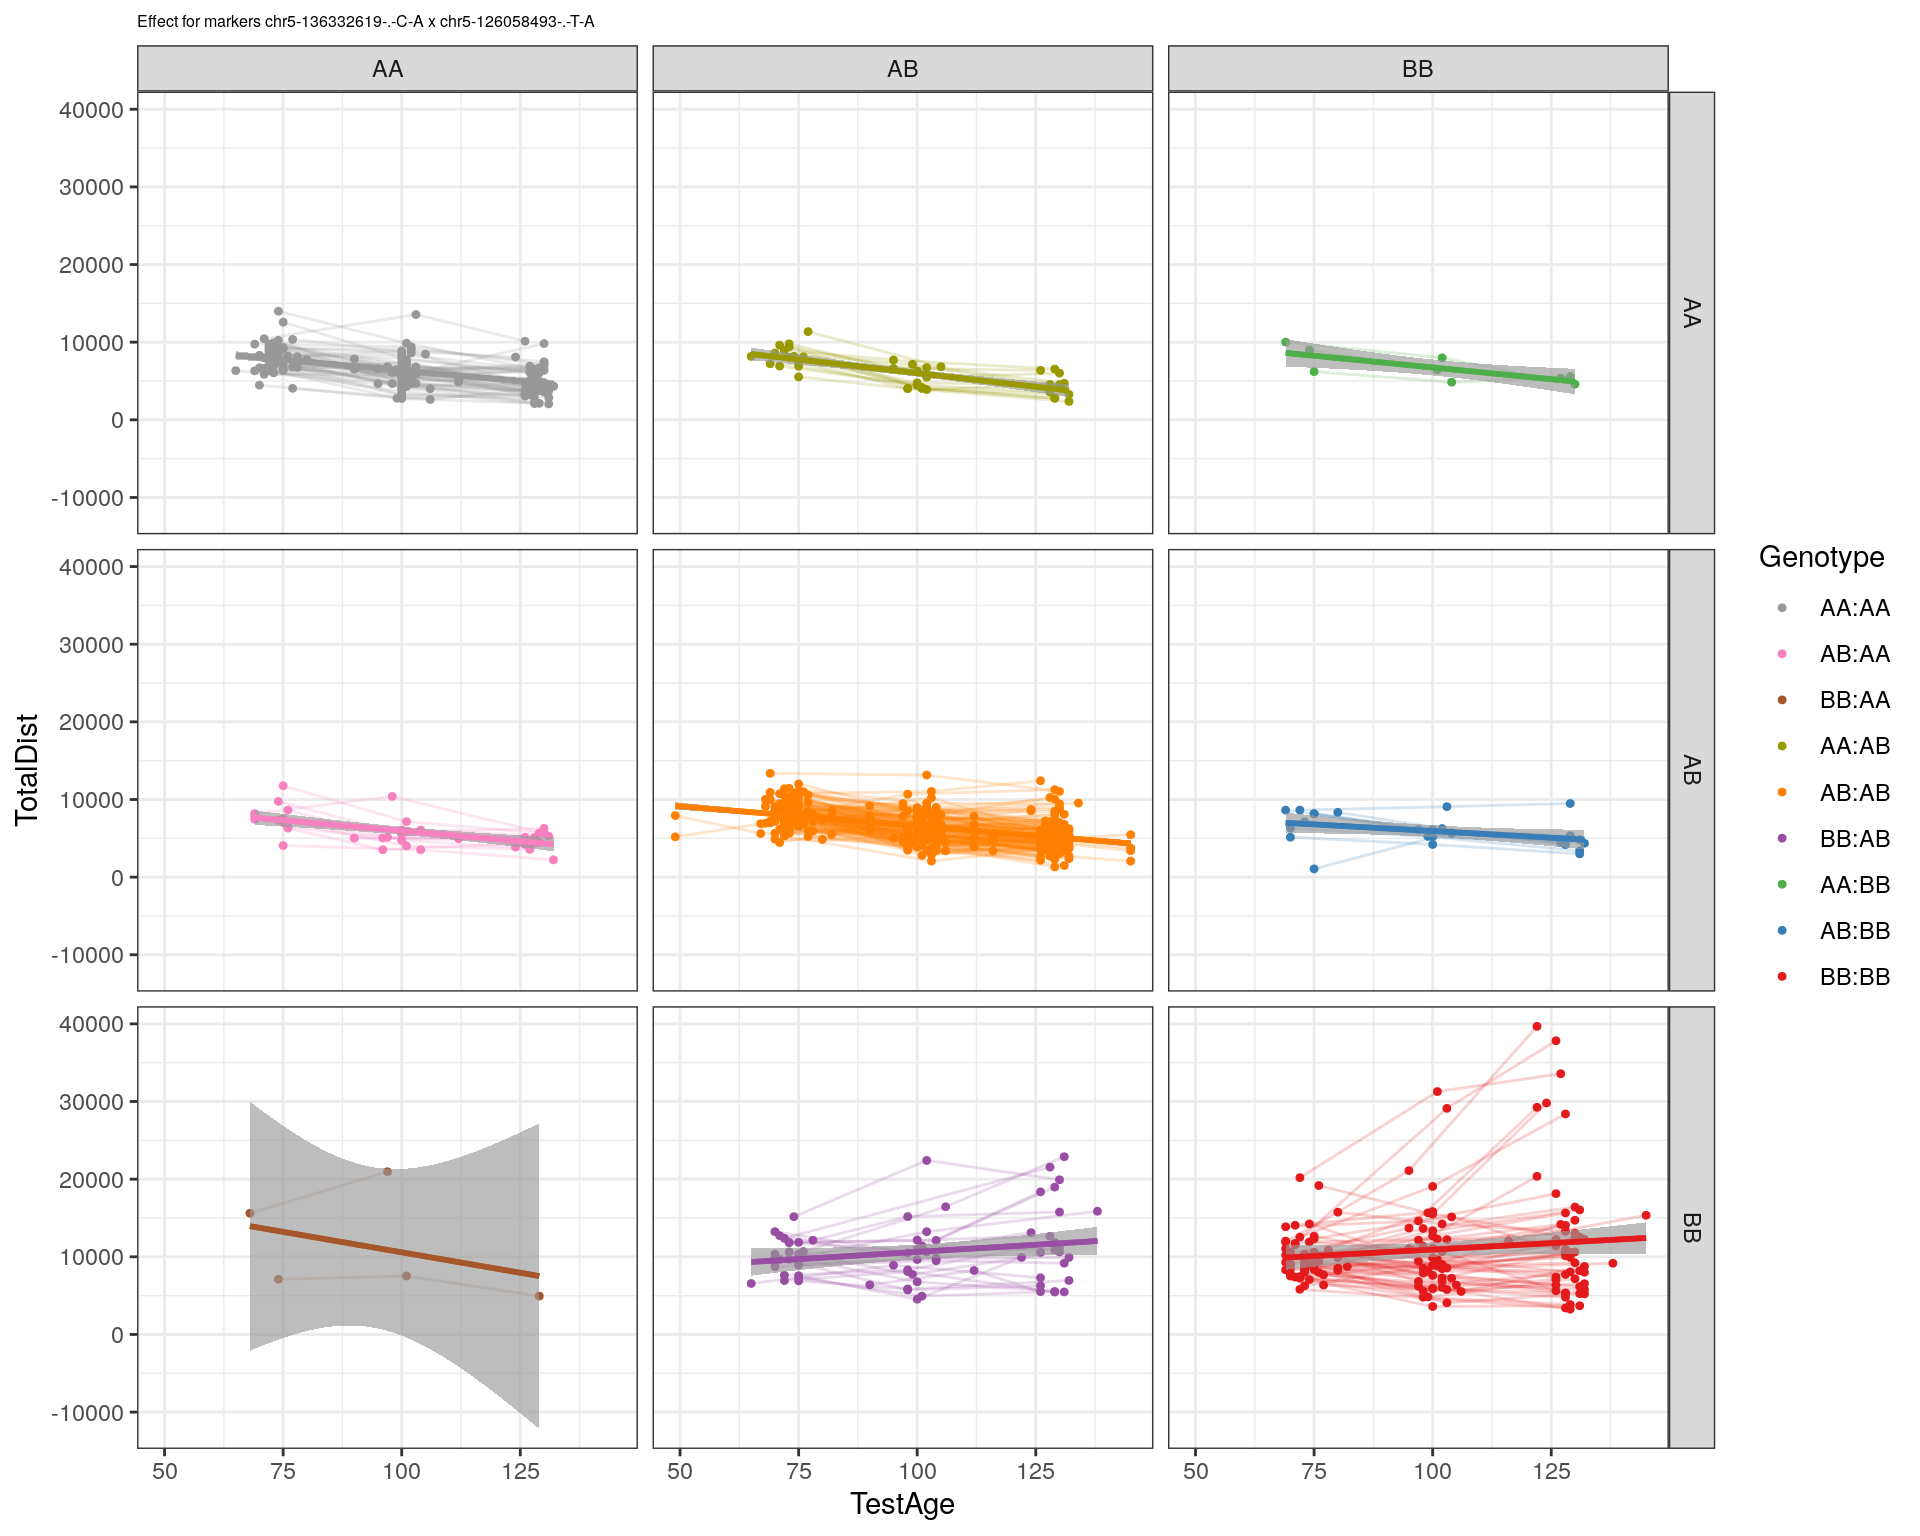 Effect for markers chr5-136332619-.-C-A x chr5-126058493-.-T-A
AA
AB
BB
40000
30000
20000
10000
0
-10000
AA
40000
30000
20000
10000
0
-10000
AB
40000
30000
20000
10000
0
-10000
BB
50
75
100
125
50
75
100
125
50
75
100
125
TestAge
TotalDist
Genotype
AA:AA
AB:AA
BB:AA
AA:AB
AB:AB
BB:AB
AA:BB
AB:BB
BB:BB